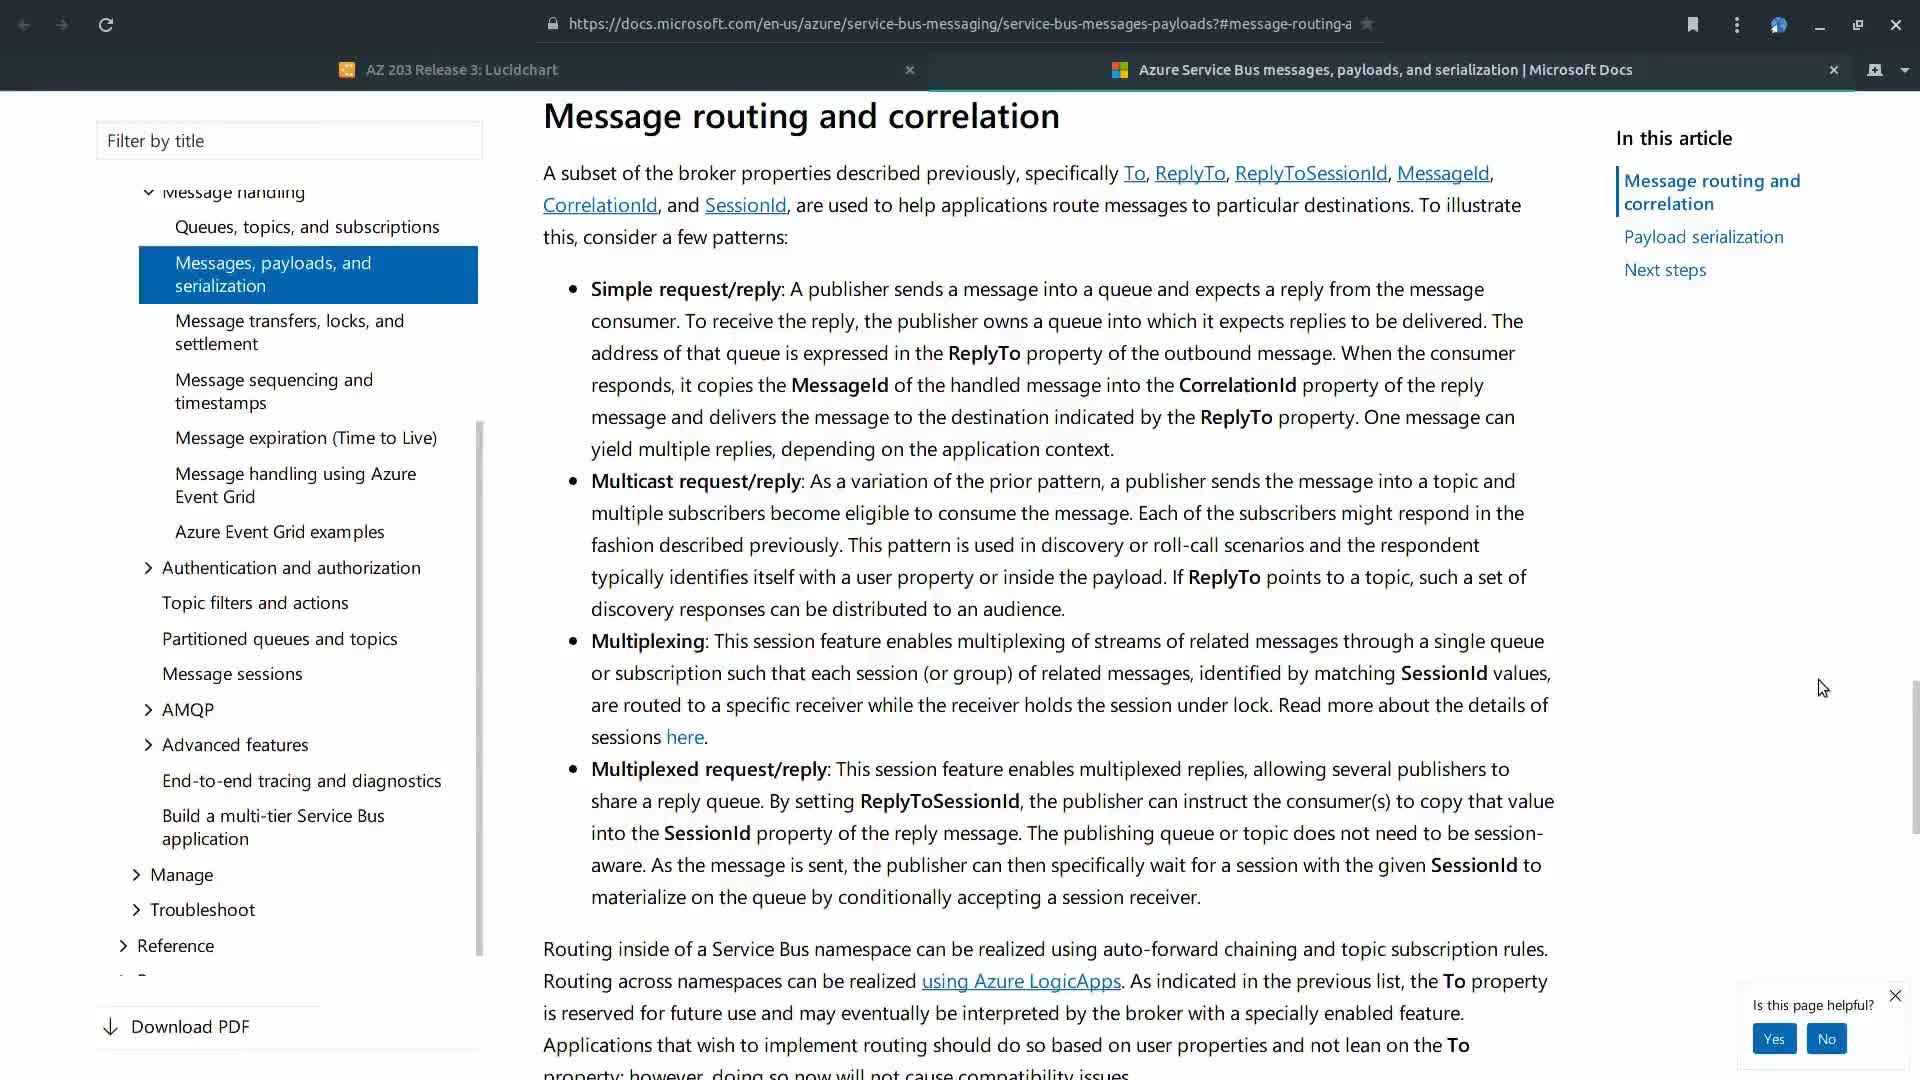 https://docs.microsoft.com/en-us/azure/service-bus-messaging/service-bus-messages-payloads?#message-routing-a
AZ 203 Release 3: Lucidchart
Azure Service Bus messages, payloads, and serialization | Microsoft Docs
Filter by title
Message handling
Queues, topics, and subscriptions
Messages, payloads, and
serialization
Message transfers, locks, and
settlement
Message sequencing and
timestamps
Message expiration (Time to Live)
Message handling using Azure
Event Grid
Azure Event Grid examples
Authentication and authorization
Topic filters and actions
Partitioned queues and topics
Message sessions
AMQP
Advanced features
End-to-end tracing and diagnostics
Build a multi-tier Service Bus
application
Manage
Troubleshoot
Reference
Download PDF
Message routing and correlation
A subset of the broker properties described previously, specifically To, ReplyTo, ReplyToSessionId, MessageId,
CorrelationId, and SessionId, are used to help applications route messages to particular destinations. To illustrate
this, consider a few patterns:
• Simple request/reply: A publisher sends a message into a queue and expects a reply from the message
consumer. To receive the reply, the publisher owns a queue into which it expects replies to be delivered. The
address of that queue is expressed in the ReplyTo property of the outbound message. When the consumer
responds, it copies the MessageId of the handled message into the CorrelationId property of the reply
message and delivers the message to the destination indicated by the ReplyTo property. One message can
yield multiple replies, depending on the application context.
• Multicast request/reply: As a variation of the prior pattern, a publisher sends the message into a topic and
multiple subscribers become eligible to consume the message. Each of the subscribers might respond in the
fashion described previously. This pattern is used in discovery or roll-call scenarios and the respondent
typically identifies itself with a user property or inside the payload. If ReplyTo points to a topic, such a set of
discovery responses can be distributed to an audience.
• Multiplexing: This session feature enables multiplexing of streams of related messages through a single queue
or subscription such that each session (or group) of related messages, identified by matching SessionId values,
are routed to a specific receiver while the receiver holds the session under lock. Read more about the details of
sessions here.
• Multiplexed request/reply: This session feature enables multiplexed replies, allowing several publishers to
share a reply queue. By setting ReplyToSessionId, the publisher can instruct the consumer(s) to copy that value
into the SessionId property of the reply message. The publishing queue or topic does not need to be session-
aware. As the message is sent, the publisher can then specifically wait for a session with the given SessionId to
materialize on the queue by conditionally accepting a session receiver.
Routing inside of a Service Bus namespace can be realized using auto-forward chaining and topic subscription rules.
Routing across namespaces can be realized using Azure LogicApps. As indicated in the previous list, the To property
is reserved for future use and may eventually be interpreted by the broker with a specially enabled feature.
Applications that wish to implement routing should do so based on user properties and not lean on the To
property; however, doing so now will not cause compatibility issues.
In this article
Message routing and
correlation
Payload serialization
Next steps
Is this page helpful?
Yes
No